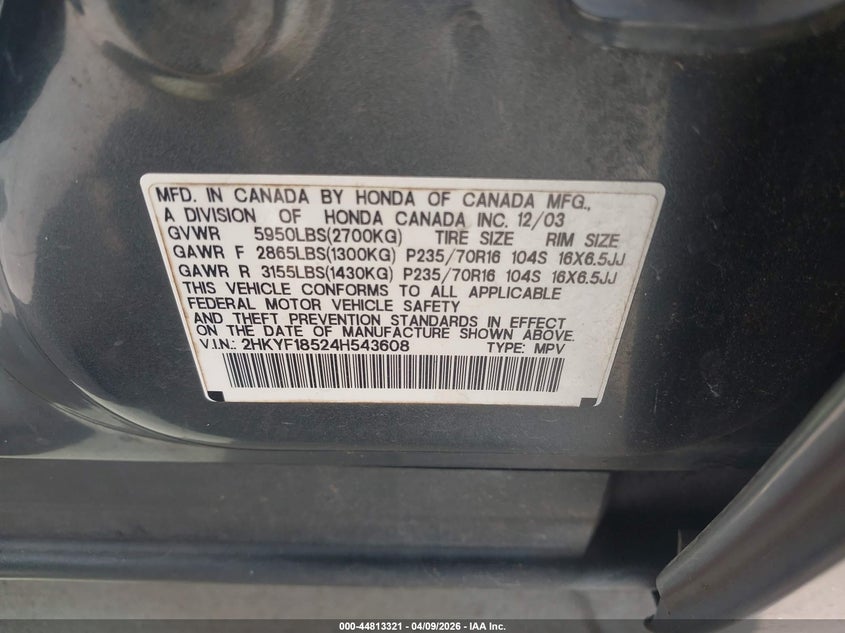 MFD. IN CANADA BY HONDA OF CANADA MFG.,
A DIVISION OF HONDA CANADA INC. 12/03
GVWR 5950LBS(2700KG) TIRE SIZE RIM SIZE
GAWR F 2865LBS(1300KG) P235/70R16 104S 16X6.5JJ
GAWR R 3155LBS(1430KG) P235/70R16 104S 16X6.5JJ
THIS VEHICLE CONFORMS TO ALL APPLICABLE
FEDERAL MOTOR VEHICLE SAFETY
AND THEFT PREVENTION STANDARDS IN EFFECT
ON THE DATE OF MANUFACTURE SHOWN ABOVE.
V.I.N.: 2HKYF18524H543608 TYPE: MPV
000-44813321 | 04/09/2026 | IAA Inc.